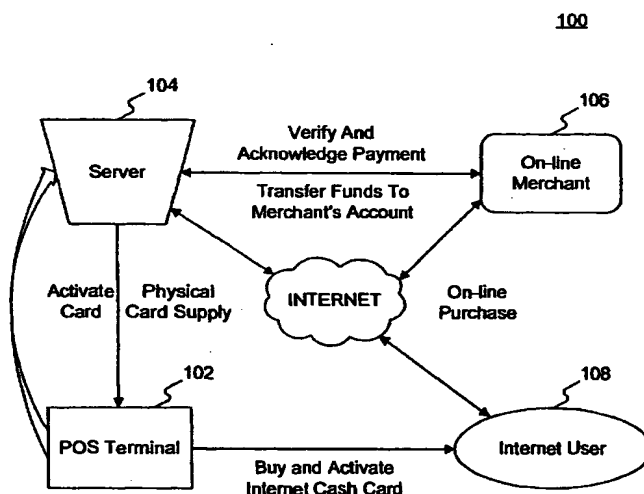 100
104
106
Server
Verify And
Acknowledge Payment
On-line
Merchant
Transfer Funds To
Merchant's Account
INTERNET
On-line
Purchase
Activate
Card
Physical
Card Supply
102
108
POS Terminal
Internet User
Buy and Activate
Internet Cash Card